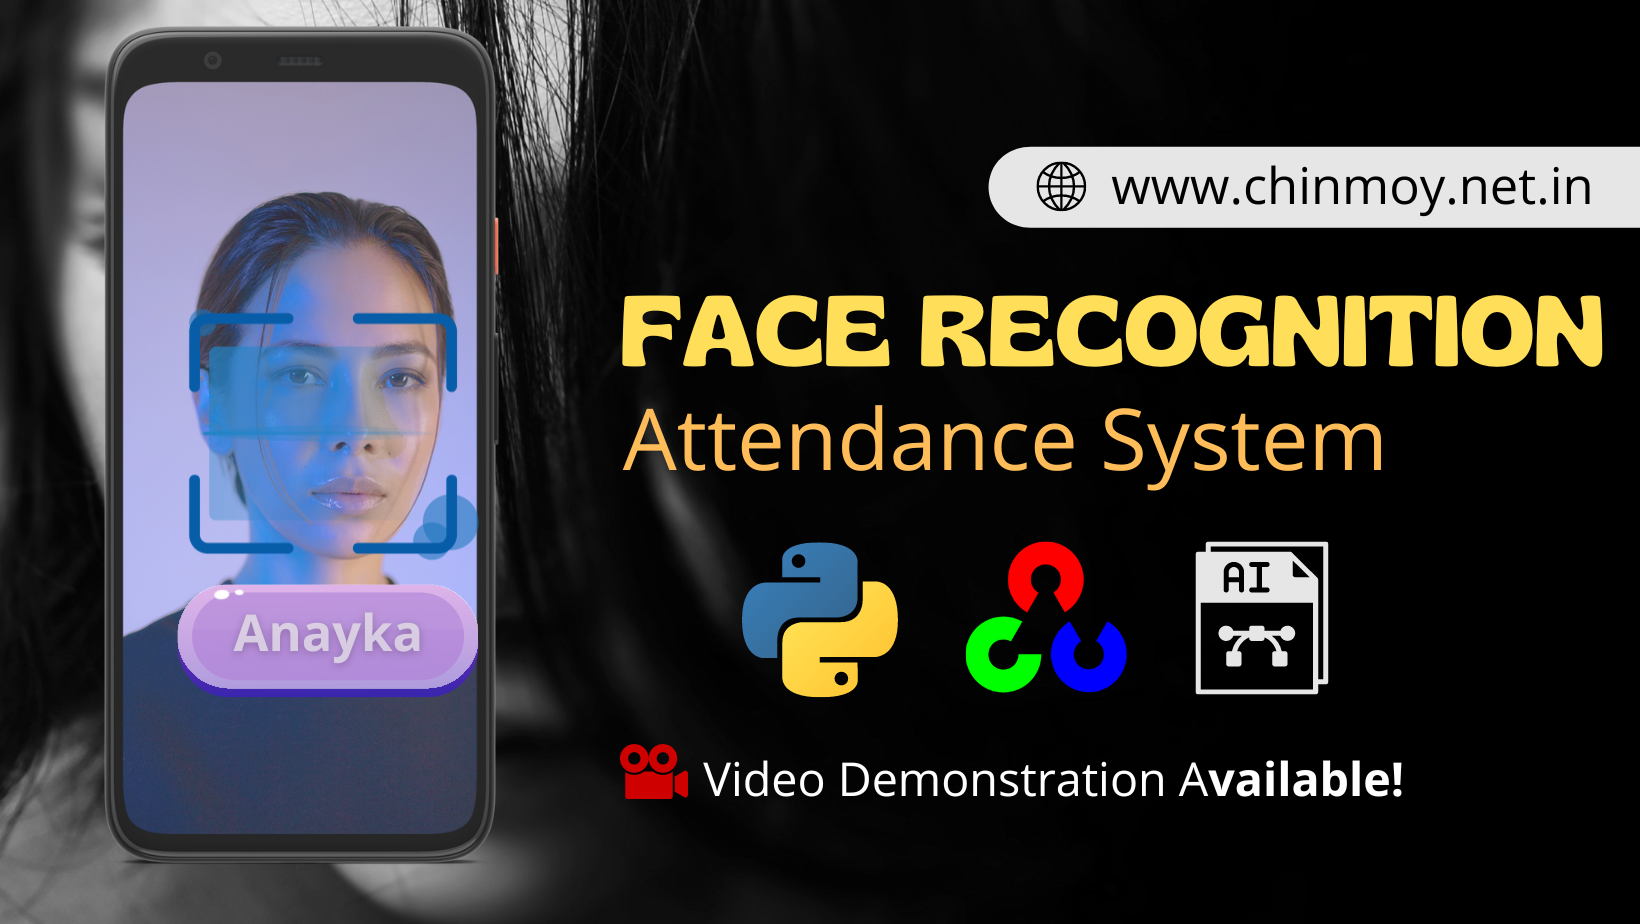 www.chinmoy.net.in
FACE RECOGNITION
Attendance System
Anayka
AI
Video Demonstration Available!